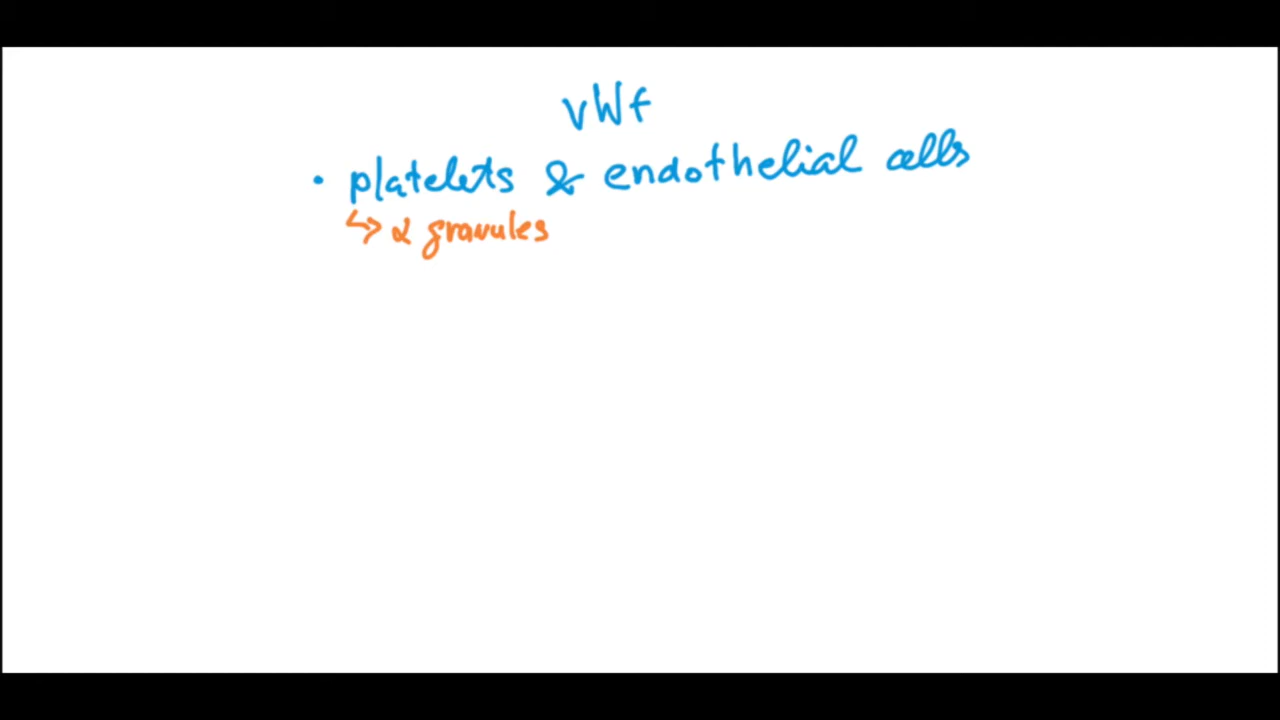 vWf
• platelets & endothelial cells
↳ α granules